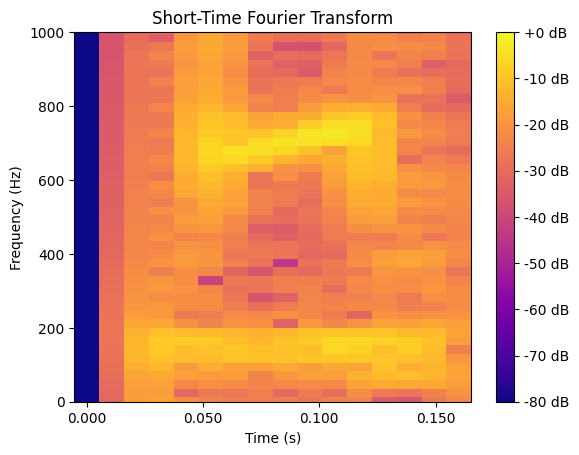 Short-Time Fourier Transform
1000
800
600
400
200
0
Frequency (Hz)
0.000
0.050
0.100
0.150
Time (s)
+0 dB
-10 dB
-20 dB
-30 dB
-40 dB
-50 dB
-60 dB
-70 dB
-80 dB